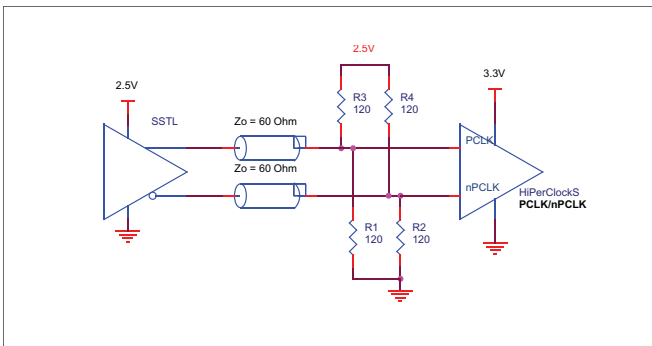 2.5V
2.5V
3.3V
SSTL
Zo = 60 Ohm
R3
120
R4
120
PCLK
Zo = 60 Ohm
nPCLK
HiPerClockS
PCLK/nPCLK
R1
120
R2
120